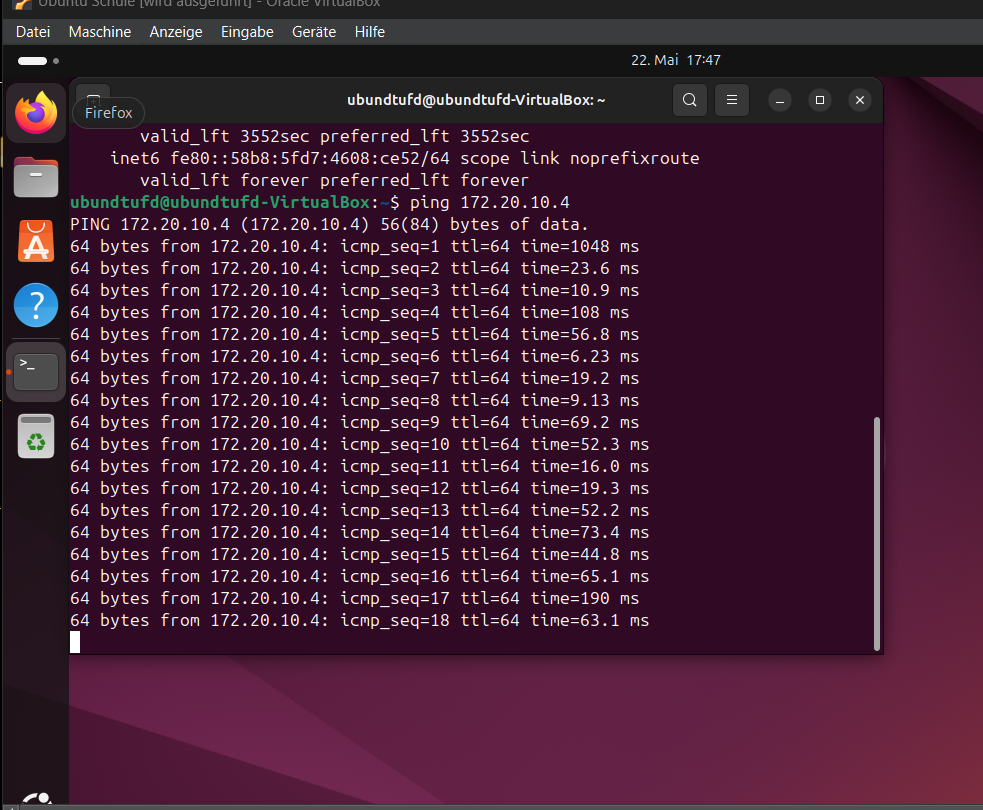 Ubuntu Schule [wird ausgeführt] - Oracle VirtualBox
Datei Maschine Anzeige Eingabe Geräte Hilfe
22. Mai 17:47
ubundtufd@ubundtufd-VirtualBox: ~
Firefox
valid_lft 3552sec preferred_lft 3552sec
inet6 fe80::58b8:5fd7:4608:ce52/64 scope link noprefixroute
valid_lft forever preferred_lft forever
ubundtufd@ubundtufd-VirtualBox:~$ ping 172.20.10.4
PING 172.20.10.4 (172.20.10.4) 56(84) bytes of data.
64 bytes from 172.20.10.4: icmp_seq=1 ttl=64 time=1048 ms
64 bytes from 172.20.10.4: icmp_seq=2 ttl=64 time=23.6 ms
64 bytes from 172.20.10.4: icmp_seq=3 ttl=64 time=10.9 ms
64 bytes from 172.20.10.4: icmp_seq=4 ttl=64 time=108 ms
64 bytes from 172.20.10.4: icmp_seq=5 ttl=64 time=56.8 ms
64 bytes from 172.20.10.4: icmp_seq=6 ttl=64 time=6.23 ms
64 bytes from 172.20.10.4: icmp_seq=7 ttl=64 time=19.2 ms
64 bytes from 172.20.10.4: icmp_seq=8 ttl=64 time=9.13 ms
64 bytes from 172.20.10.4: icmp_seq=9 ttl=64 time=69.2 ms
64 bytes from 172.20.10.4: icmp_seq=10 ttl=64 time=52.3 ms
64 bytes from 172.20.10.4: icmp_seq=11 ttl=64 time=16.0 ms
64 bytes from 172.20.10.4: icmp_seq=12 ttl=64 time=19.3 ms
64 bytes from 172.20.10.4: icmp_seq=13 ttl=64 time=52.2 ms
64 bytes from 172.20.10.4: icmp_seq=14 ttl=64 time=73.4 ms
64 bytes from 172.20.10.4: icmp_seq=15 ttl=64 time=44.8 ms
64 bytes from 172.20.10.4: icmp_seq=16 ttl=64 time=65.1 ms
64 bytes from 172.20.10.4: icmp_seq=17 ttl=64 time=190 ms
64 bytes from 172.20.10.4: icmp_seq=18 ttl=64 time=63.1 ms